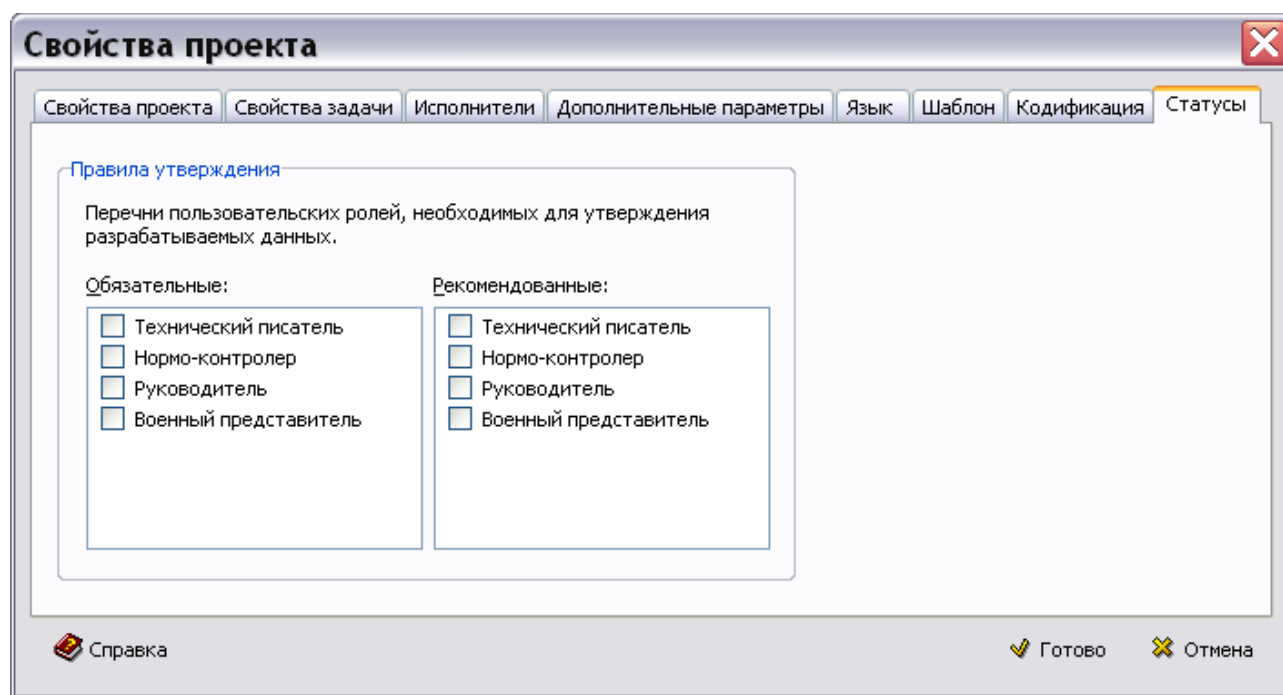 Свойства проекта
Свойства проекта Свойства задачи Исполнители Дополнительные параметры Язык Шаблон Кодификация Статусы
Правила утверждения
Перечни пользовательских ролей, необходимых для утверждения
разрабатываемых данных.
Обязательные:
Технический писатель
Нормо-контролер
Руководитель
Военный представитель
Рекомендованные:
Технический писатель
Нормо-контролер
Руководитель
Военный представитель
Справка
Готово
Отмена